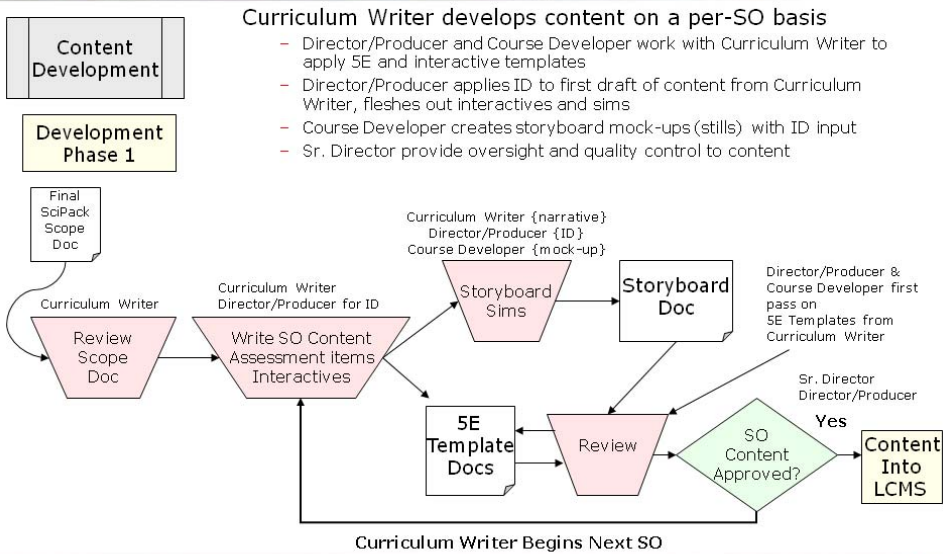 Curriculum Writer develops content on a per-SO basis
– Director/Producer and Course Developer work with Curriculum Writer to
apply 5E and interactive templates
– Director/Producer applies ID to first draft of content from Curriculum
Writer, fleshes out interactives and sims
– Course Developer creates storyboard mock-ups (stills) with ID input
– Sr. Director provide oversight and quality control to content
Content
Development
Development
Phase 1
Final
SciPack
Scope
Doc
Curriculum Writer
Review
Scope
Doc
Curriculum Writer
Director/Producer for ID
Write SO Content
Assessment items
Interactives
Curriculum Writer {narrative}
Director/Producer {ID}
Course Developer {mock-up}
Storyboard
Sims
Storyboard
Doc
Director/Producer &
Course Developer first
pass on
5E Templates from
Curriculum Writer
5E
Template
Docs
Review
Sr. Director
Director/Producer
SO
Content
Approved?
Yes
Content
Into
LCMS
Curriculum Writer Begins Next SO